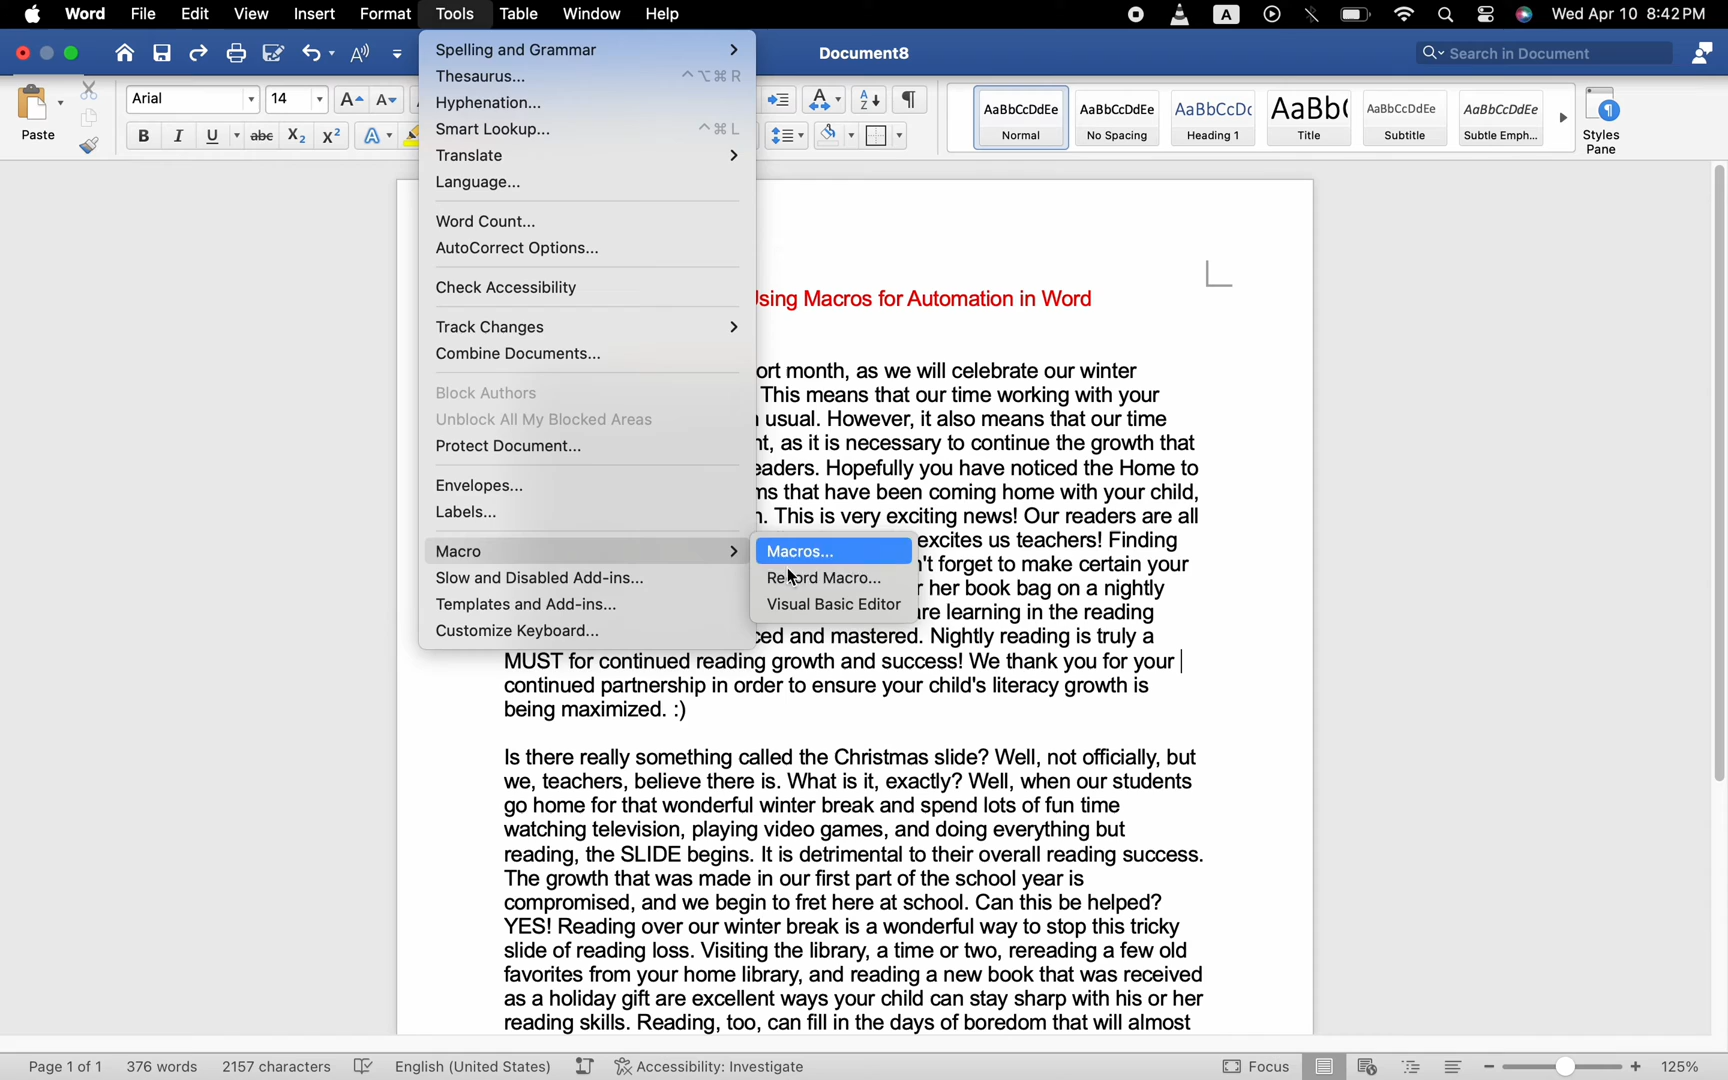 Word File Edit View Insert Format Tools Table Window Help A Wed Apr 10 8:42 PM
Document8
Search in Document
Paste
Arial 14
B I U abc X₂ X²
AaBbCcDdEe AaBbCcDdEe AaBbCcDc AaBb( AaBbCcDdEe AaBbCcDdEe
Normal No Spacing Heading 1 Title Subtitle Subtle Emph...
Styles
Pane
Spelling and Grammar
Thesaurus... ^⌥⌘R
Hyphenation...
Smart Lookup... ^⌘L
Translate
Language...
Word Count...
AutoCorrect Options...
Check Accessibility
Track Changes
Combine Documents...
Block Authors
Unblock All My Blocked Areas
Protect Document...
Envelopes...
Labels...
Macro
Slow and Disabled Add-ins...
Templates and Add-ins...
Customize Keyboard...
Macros...
Record Macro...
Visual Basic Editor
Using Macros for Automation in Word
month, as we will celebrate our winter
This means that our time working with your
usual. However, it also means that our time
as it is necessary to continue the growth that
Hopefully you have noticed the Home to
that have been coming home with your child,
This is very exciting news! Our readers are all
excites us teachers! Finding
forget to make certain your
her book bag on a nightly
learning in the reading
and mastered. Nightly reading is truly a
MUST for continued reading growth and success! We thank you for your
continued partnership in order to ensure your child's literacy growth is
being maximized. :)
Is there really something called the Christmas slide? Well, not officially, but
we, teachers, believe there is. What is it, exactly? Well, when our students
go home for that wonderful winter break and spend lots of fun time
watching television, playing video games, and doing everything but
reading, the SLIDE begins. It is detrimental to their overall reading success.
The growth that was made in our first part of the school year is
compromised, and we begin to fret here at school. Can this be helped?
YES! Reading over our winter break is a wonderful way to stop this tricky
slide of reading loss. Visiting the library, a time or two, rereading a few old
favorites from your home library, and reading a new book that was received
as a holiday gift are excellent ways your child can stay sharp with his or her
reading skills. Reading, too, can fill in the days of boredom that will almost
Page 1 of 1 376 words 2157 characters English (United States) Accessibility: Investigate Focus 125%